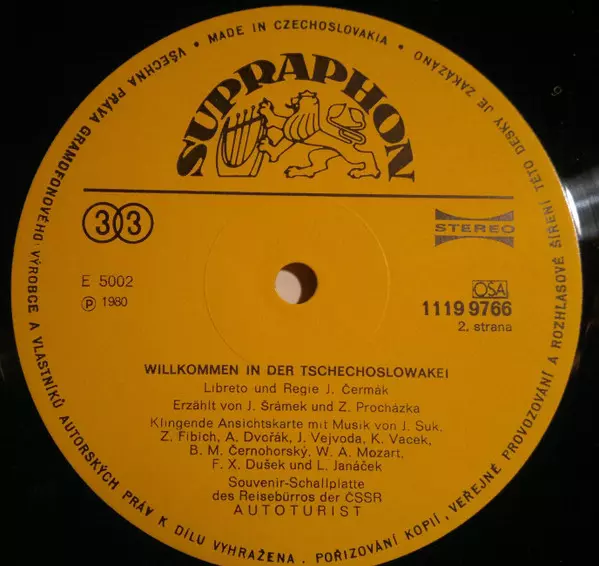 VŠECHNA PRÁVA GRAMOFONOVÉHO VÝROBCE A VLASTNÍKŮ AUTORSKÝCH PRÁV K DÍLU VYHRAŽENA. POŘIZOVÁNÍ KOPIÍ, VEŘEJNÉ PROVOZOVÁNÍ A ROZHLASOVÉ ŠÍŘENÍ TÉTO DESKY JE ZAKÁZÁNO
• MADE IN CZECHOSLOVAKIA •
SUPRAPHON
33
STEREO
E 5002
℗ 1980
OSA
1119 9766
2. strana
WILLKOMMEN IN DER TSCHECHOSLOWAKEI
Libreto und Regie J. Čermák
Erzählt von J. Šrámek und Z. Procházka
Klingende Ansichtskarte mit Musik von J. Suk,
Z. Fibich, A. Dvořák, J. Vejvoda, K. Vacek,
B. M. Černohorský, W. A. Mozart,
F. X. Dušek und L. Janáček
Souvenir-Schallplatte
des Reisebürros der ČSSR
AUTOTURIST